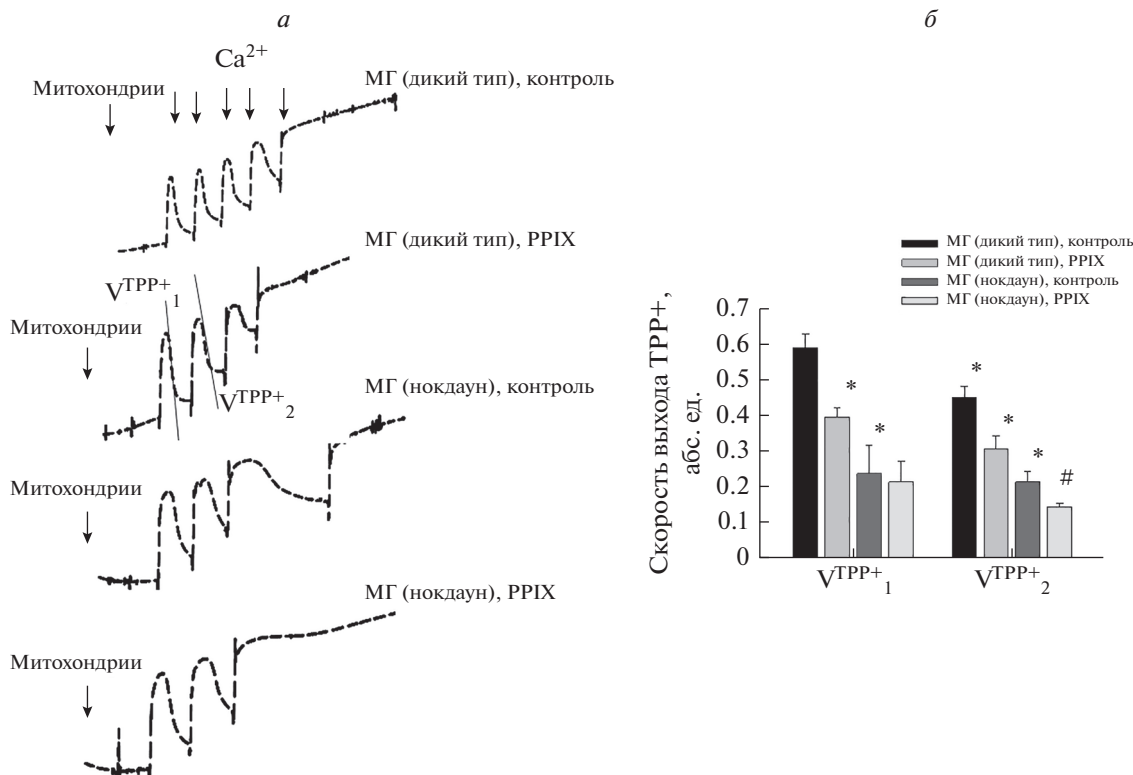 а
Ca2+
Митохондрии
МГ (дикий тип), контроль
МГ (дикий тип), PPIX
VTPP+1
Митохондрии
МГ (нокдаун), контроль
VTPP+2
Митохондрии
МГ (нокдаун), PPIX
Митохондрии
б
МГ (дикий тип), контроль
МГ (дикий тип), PPIX
МГ (нокдаун), контроль
МГ (нокдаун), PPIX
Скорость выхода TPP+,
абс. ед.
0.7
0.6
0.5
0.4
0.3
0.2
0.1
0
*
*
*
*
*
#
VTPP+1
VTPP+2